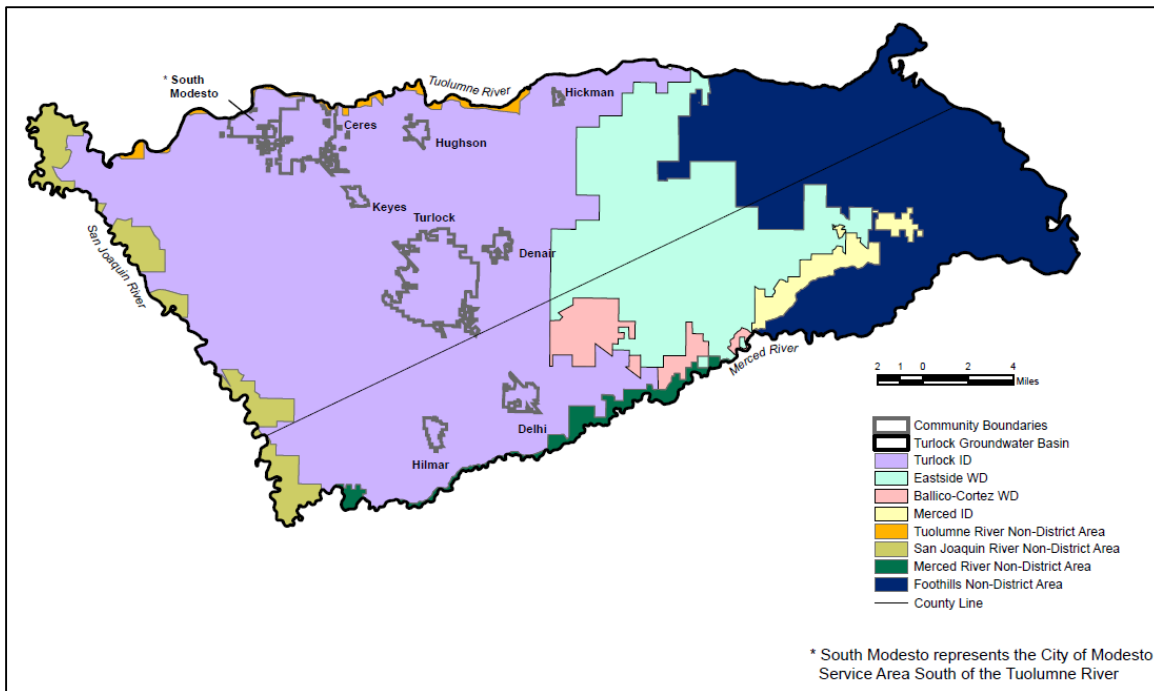 * South
Modesto
Tuolumne River
Hickman
Ceres
Hughson
Keyes
Turlock
Denair
San Joaquin River
Merced River
Delhi
Hilmar
2 1 0 2 4
Miles
Community Boundaries
Turlock Groundwater Basin
Turlock ID
Eastside WD
Ballico-Cortez WD
Merced ID
Tuolumne River Non-District Area
San Joaquin River Non-District Area
Merced River Non-District Area
Foothills Non-District Area
County Line
* South Modesto represents the City of Modesto
Service Area South of the Tuolumne River